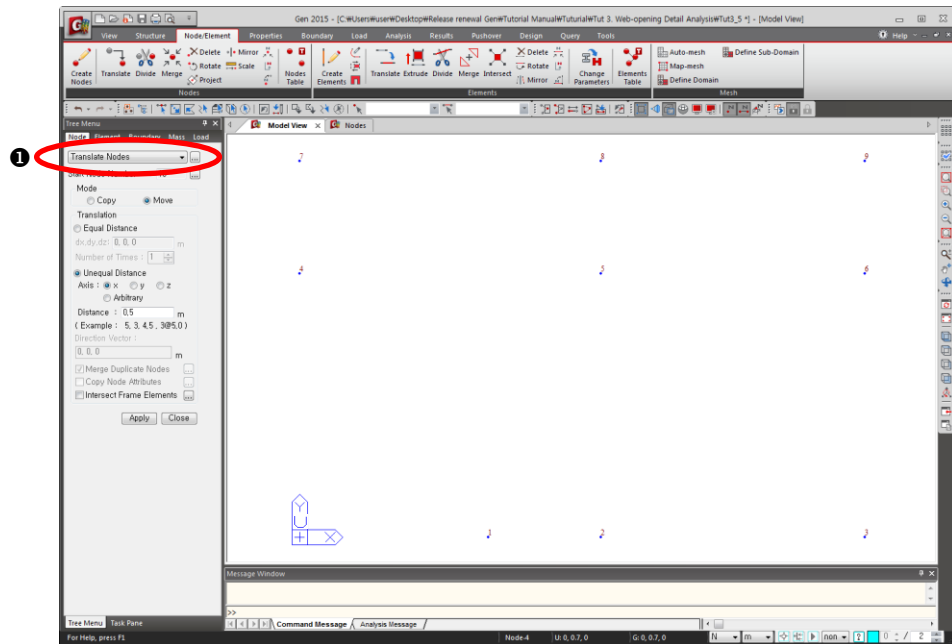 Gen 2015 - [C:₩Users₩user₩Desktop₩Release renewal Gen₩Tutorial Manual₩Tuturial₩Tut 3. Web-opening Detail Analysis₩Tut3_5 *] - [Model View]
View Structure Node/Element Properties Boundary Load Analysis Results Pushover Design Query Tools Help
Create Nodes Translate Divide Merge Delete Mirror Rotate Scale Project Nodes Table Create Elements Translate Extrude Divide Merge Intersect Delete Rotate Mirror Change Parameters Elements Table Auto-mesh Map-mesh Define Domain Define Sub-Domain
Nodes Elements Mesh
Tree Menu
Model View Nodes
Node Element Boundary Mass Load
❶ Translate Nodes
Start Node Number
Mode
Copy Move
Translation
Equal Distance
dx,dy,dz: 0, 0, 0 m
Number of Times : 1
Unequal Distance
Axis : x y z
Arbitrary
Distance : 0.5 m
( Example : 5, 3, 4.5 , 3@5.0 )
Direction Vector :
0, 0, 0 m
Merge Duplicate Nodes
Copy Node Attributes
Intersect Frame Elements
Apply Close
7 8 9
4 5 6
Y
U
X
1 2 3
Message Window
>>
Tree Menu Task Pane
Command Message Analysis Message
For Help, press F1
Node-4
U: 0, 0.7, 0
G: 0, 0.7, 0
N m non ? 0 / 2